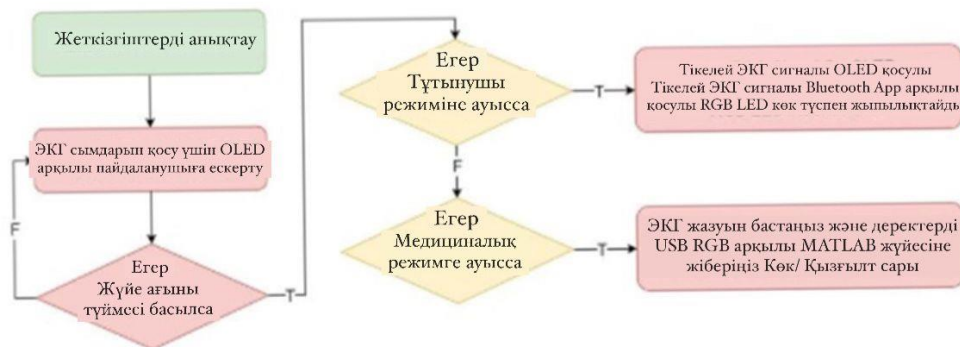 Жеткізгіштерді анықтау
ЭКГ сымдарын қосу үшін OLED
арқылы пайдаланушыға ескерту
F
Егер
Жүйе ағыны
түймесі басылса
T
Егер
Тұтынушы
режиміне ауысса
T
Тікелей ЭКГ сигналы OLED қосулы
Тікелей ЭКГ сигналы Bluetooth App арқылы
қосулы RGB LED көк түспен жыпылықтайды
F
Егер
Медициналық
режимге ауысса
T
ЭКГ жазуын бастаңыз және деректерді
USB RGB арқылы MATLAB жүйесіне
жіберіңіз Көк/ Қызғылт сары